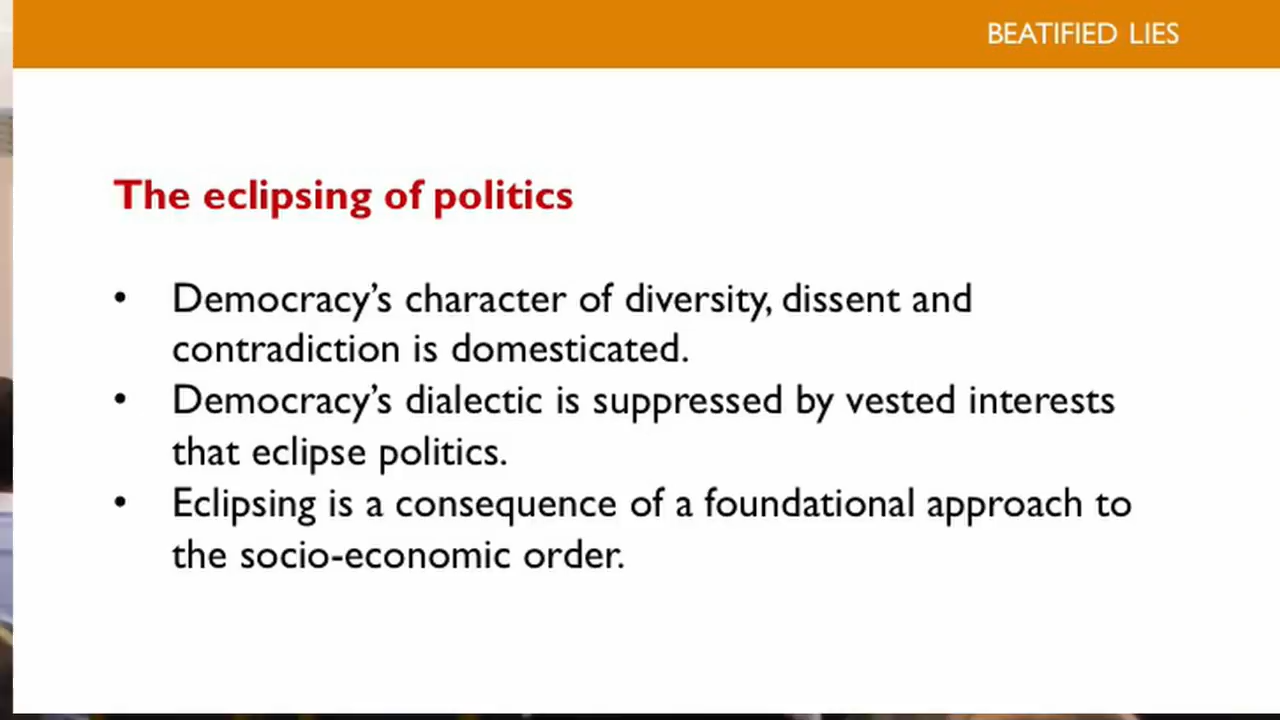 BEATIFIED LIES
The eclipsing of politics
• Democracy’s character of diversity, dissent and
contradiction is domesticated.
• Democracy’s dialectic is suppressed by vested interests
that eclipse politics.
• Eclipsing is a consequence of a foundational approach to
the socio-economic order.